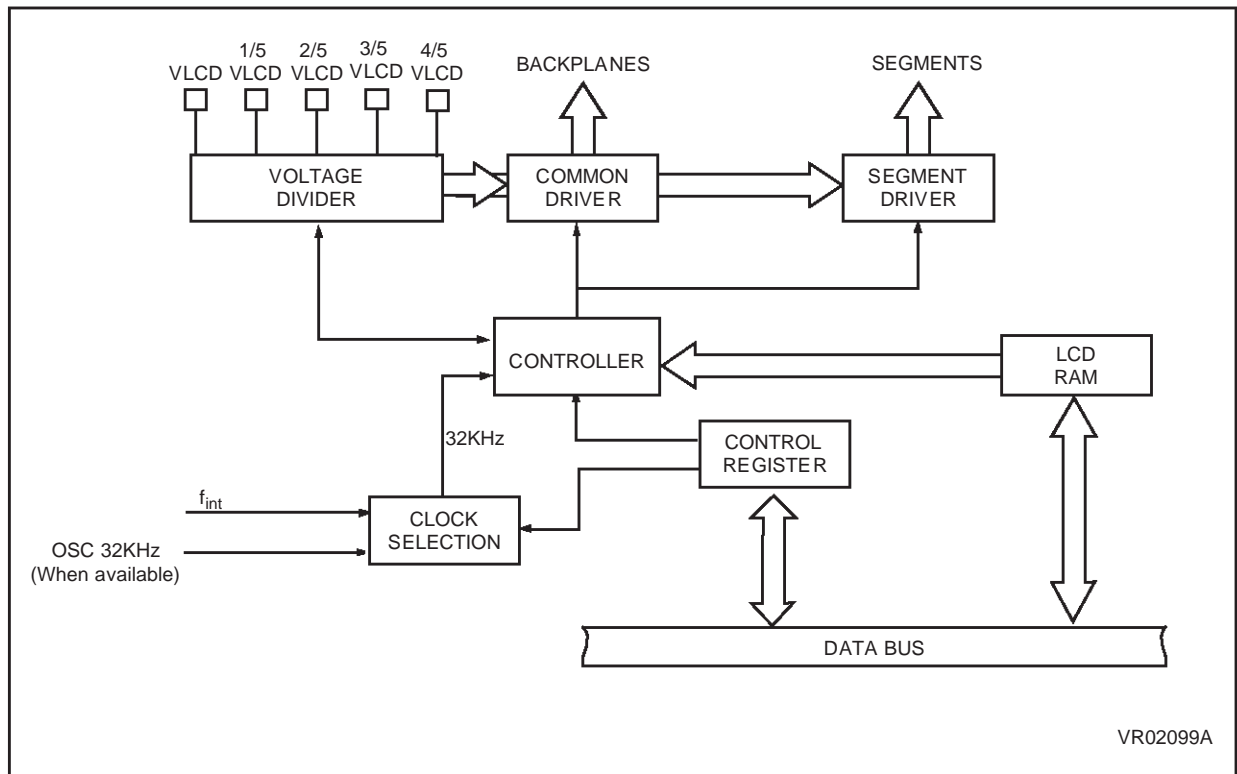 1/5 2/5 3/5 4/5
VLCD VLCD VLCD VLCD VLCD
BACKPLANES
SEGMENTS
VOLTAGE
DIVIDER
COMMON
DRIVER
SEGMENT
DRIVER
CONTROLLER
LCD
RAM
32KHz
CONTROL
REGISTER
fint
CLOCK
SELECTION
OSC 32KHz
(When available)
DATA BUS
VR02099A